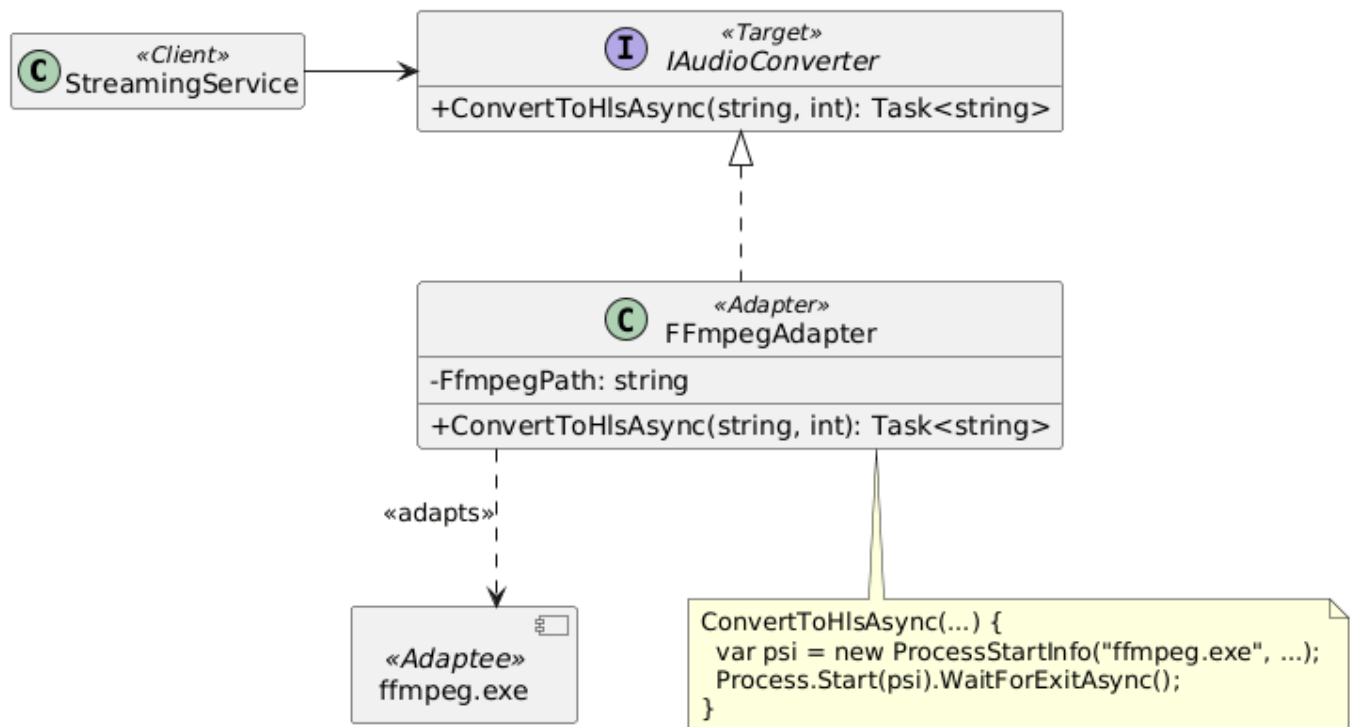 «Client»
C StreamingService
«Target»
I IAudioConverter
+ConvertToHlsAsync(string, int): Task<string>
«Adapter»
C FFmpegAdapter
-FfmpegPath: string
+ConvertToHlsAsync(string, int): Task<string>
«adapts»
«Adaptee»
ffmpeg.exe
ConvertToHlsAsync(...) {
  var psi = new ProcessStartInfo("ffmpeg.exe", ...);
  Process.Start(psi).WaitForExitAsync();
}